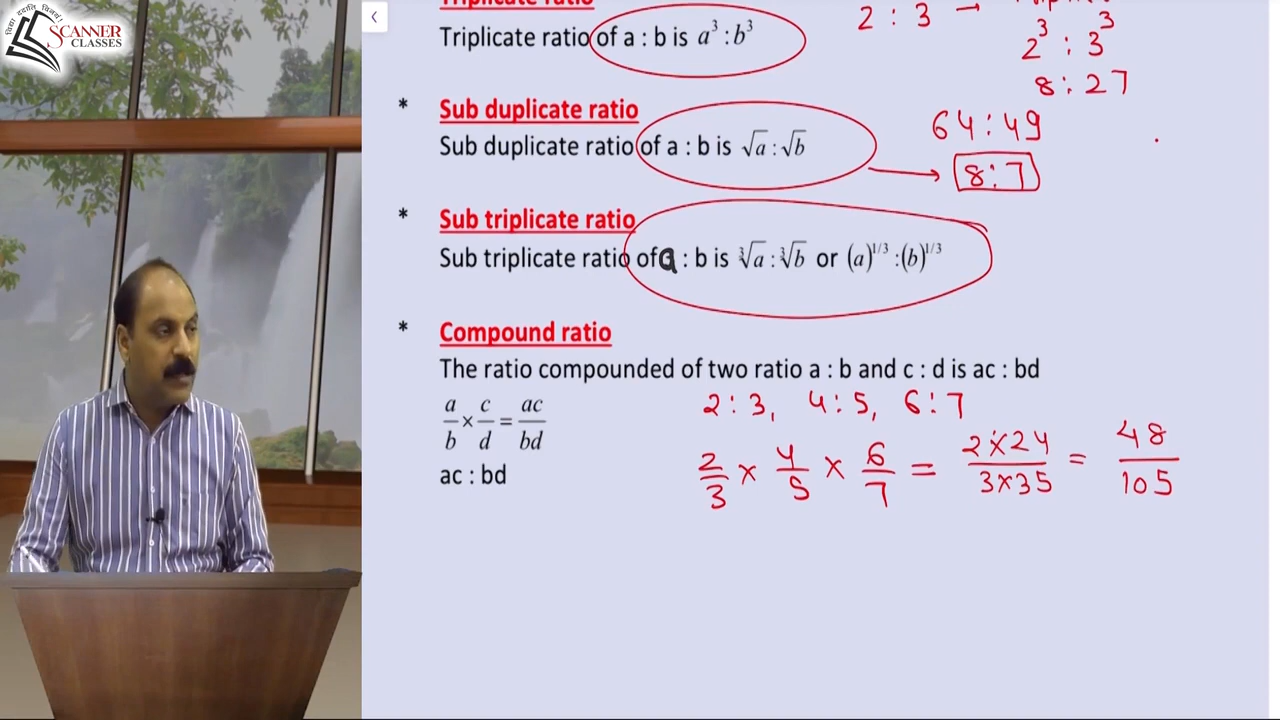 SCANNER
CLASSES
Triplicate ratio
Triplicate ratio of a : b is a³ : b³
2 : 3 →
2³ : 3³
8 : 27
* Sub duplicate ratio
Sub duplicate ratio of a : b is √a : √b
64 : 49
→ 8 : 7
* Sub triplicate ratio
Sub triplicate ratio of a : b is ∛a : ∛b or (a)^1/3 : (b)^1/3
* Compound ratio
The ratio compounded of two ratio a : b and c : d is ac : bd
a/b × c/d = ac/bd
ac : bd
2 : 3, 4 : 5, 6 : 7
2/3 × 4/5 × 6/7 = 2×24/3×35 = 48/105